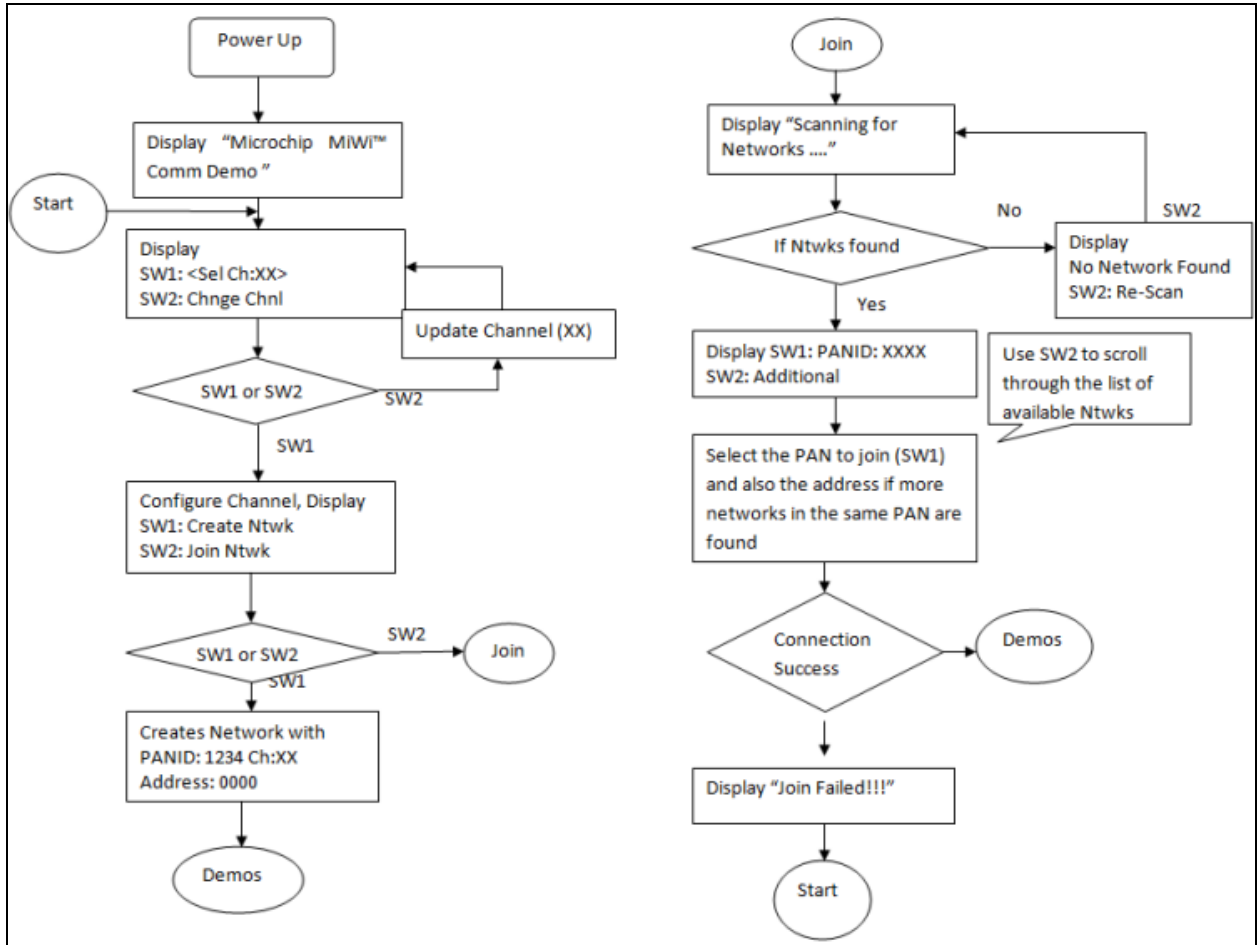 Power Up
Display “Microchip MiWi™
Comm Demo ”
Start
Display
SW1: <Sel Ch:XX>
SW2: Chnge Chnl
Update Channel (XX)
SW1 or SW2
SW2
SW1
Configure Channel, Display
SW1: Create Ntwk
SW2: Join Ntwk
SW1 or SW2
SW2
Join
SW1
Creates Network with
PANID: 1234 Ch:XX
Address: 0000
Demos
Join
Display “Scanning for
Networks ....”
If Ntwks found
No
SW2
Display
No Network Found
SW2: Re-Scan
Yes
Display SW1: PANID: XXXX
SW2: Additional
Use SW2 to scroll
through the list of
available Ntwks
Select the PAN to join (SW1)
and also the address if more
networks in the same PAN are
found
Connection
Success
Demos
Display “Join Failed!!!”
Start